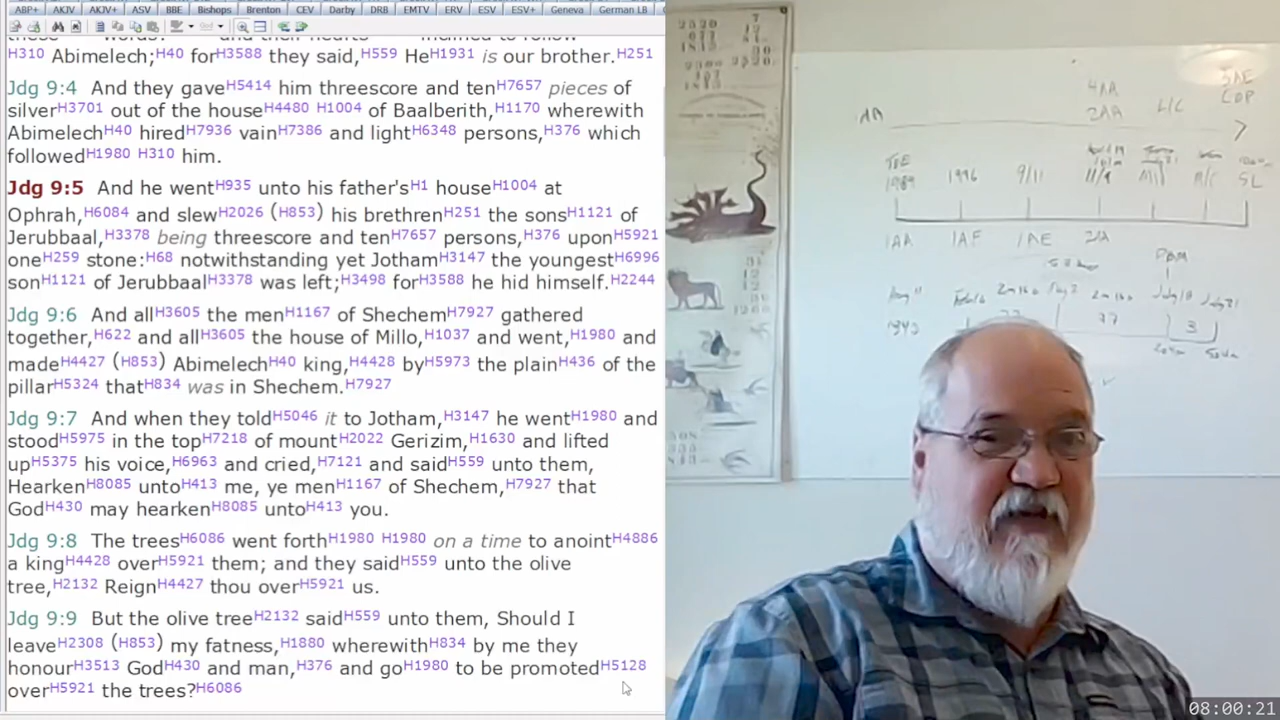 ABP+ AKJV AKJV+ ASV BBE Bishops Brenton CEV Darby DRB EMTV ERV ESV ESV+ Geneva German LB
H310 Abimelech;H40 forH3588 they said,H559 HeH1931 is our brother.H251
Jdg 9:4 And they gaveH5414 him threescore and tenH7657 pieces of
silverH3701 out of the houseH4480 H1004 of Baalberith,H1170 wherewith
AbimelechH40 hiredH7936 vainH7386 and lightH6348 persons,H376 which
followedH1980 H310 him.
Jdg 9:5 And he wentH935 unto his father'sH1 houseH1004 at
Ophrah,H6084 and slewH2026 (H853) his brethrenH251 the sonsH1121 of
Jerubbaal,H3378 being threescore and tenH7657 persons,H376 uponH5921
oneH259 stone:H68 notwithstanding yet JothamH3147 the youngestH6996
sonH1121 of JerubbaalH3378 was left;H3498 forH3588 he hid himself.H2244
Jdg 9:6 And allH3605 the menH1167 of ShechemH7927 gathered
together,H622 and allH3605 the house of Millo,H1037 and went,H1980 and
madeH4427 (H853) AbimelechH40 king,H4428 byH5973 the plainH436 of the
pillarH5324 thatH834 was in Shechem.H7927
Jdg 9:7 And when they toldH5046 it to Jotham,H3147 he wentH1980 and
stoodH5975 in the topH7218 of mountH2022 Gerizim,H1630 and lifted
upH5375 his voice,H6963 and cried,H7121 and saidH559 unto them,
HearkenH8085 untoH413 me, ye menH1167 of Shechem,H7927 that
GodH430 may hearkenH8085 untoH413 you.
Jdg 9:8 The treesH6086 went forthH1980 H1980 on a time to anointH4886
a kingH4428 overH5921 them; and they saidH559 unto the olive
tree,H2132 ReignH4427 thou overH5921 us.
Jdg 9:9 But the olive treeH2132 saidH559 unto them, Should I
leaveH2308 (H853) my fatness,H1880 wherewithH834 by me they
honourH3513 GodH430 and man,H376 and goH1980 to be promotedH5128
overH5921 the trees?H6086
4AA
2AA L/C
1989 1996 9/11 11/9 SL
1AA 1AF 1AE 2AA
3
08:00:21